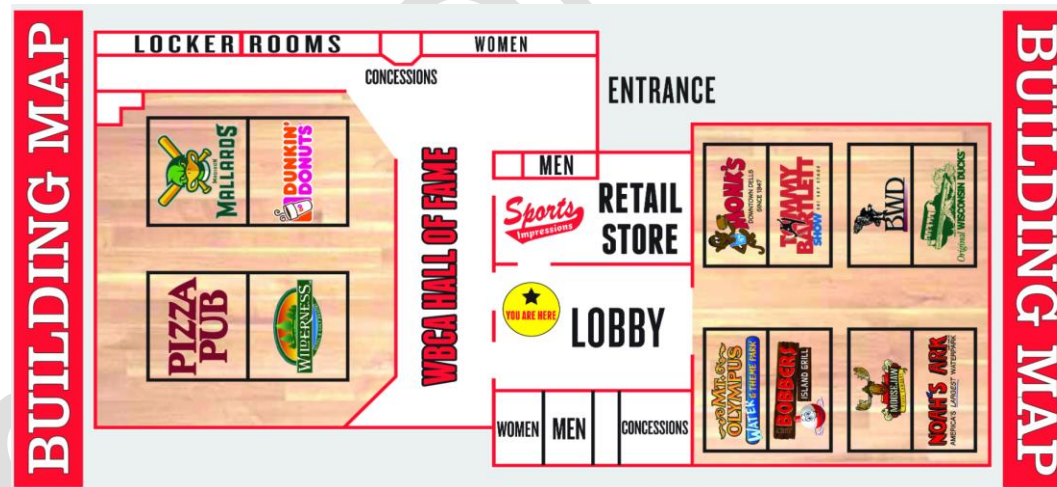 BUILDING MAP
LOCKER ROOMS
WOMEN
CONCESSIONS
ENTRANCE
MALLARDS
DUNKIN'
DONUTS
PIZZA
PUB
WILDERNESS
WBCA HALL OF FAME
MEN
Sports
Impressions
RETAIL
STORE
YOU ARE HERE
LOBBY
WOMEN
MEN
CONCESSIONS
MONK'S
DOWNTOWN DELLS
SINCE 1947
TOMMY
BARTLETT
SHOW
BWD
Original WISCONSIN DUCKS
MT. OLYMPUS
WATER & THEME PARK
BOBBERS
ISLAND GRILL
MOOSEJAW
NOAH'S ARK
AMERICA'S LARGEST WATERPARK
BUILDING MAP